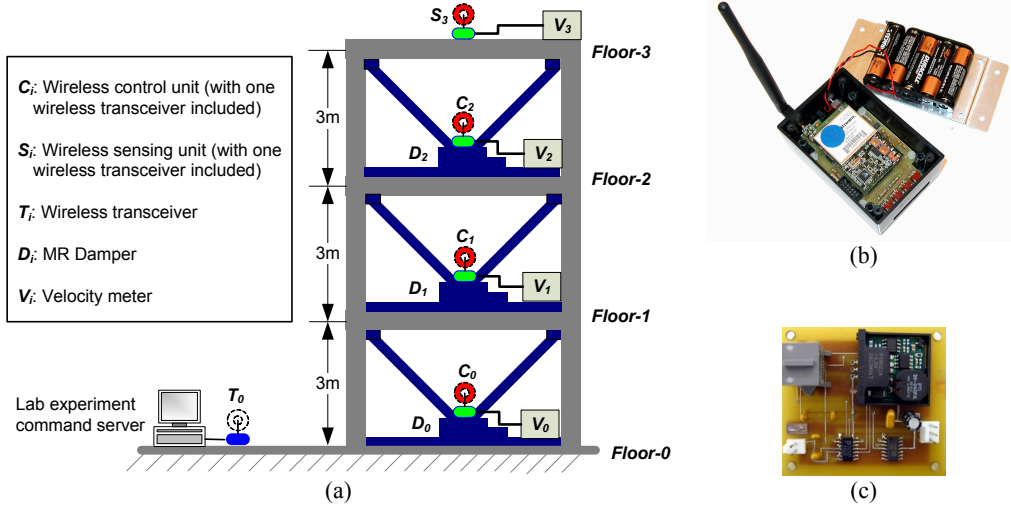 Cᵢ: Wireless control unit (with one
wireless transceiver included)
Sᵢ: Wireless sensing unit (with one
wireless transceiver included)
Tᵢ: Wireless transceiver
Dᵢ: MR Damper
Vᵢ: Velocity meter
S₃
V₃
Floor-3
3m
C₂
D₂
V₂
Floor-2
3m
C₁
D₁
V₁
Floor-1
3m
C₀
D₀
V₀
Floor-0
Lab experiment
command server
T₀
(a)
DURACELL
(b)
(c)